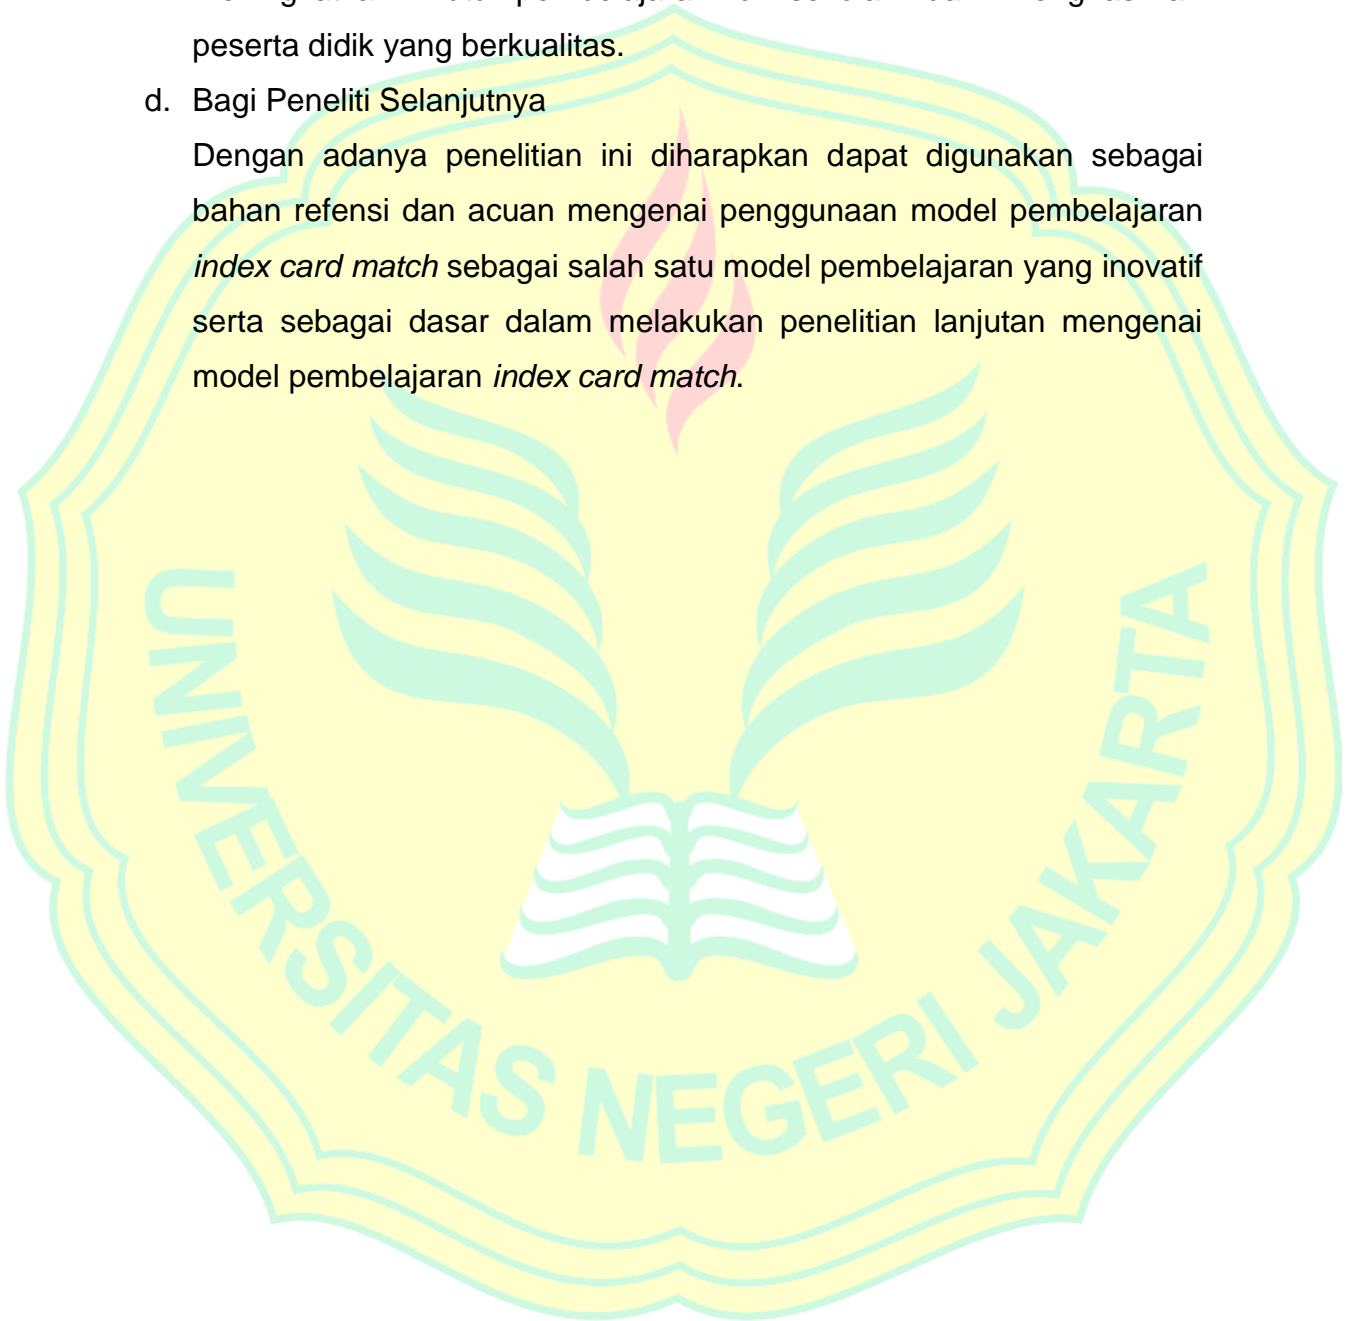 peserta didik yang berkualitas.
d. Bagi Peneliti Selanjutnya
Dengan adanya penelitian ini diharapkan dapat digunakan sebagai
bahan refensi dan acuan mengenai penggunaan model pembelajaran
index card match sebagai salah satu model pembelajaran yang inovatif
serta sebagai dasar dalam melakukan penelitian lanjutan mengenai
model pembelajaran index card match.
UNIVERSITAS NEGERI JAKARTA